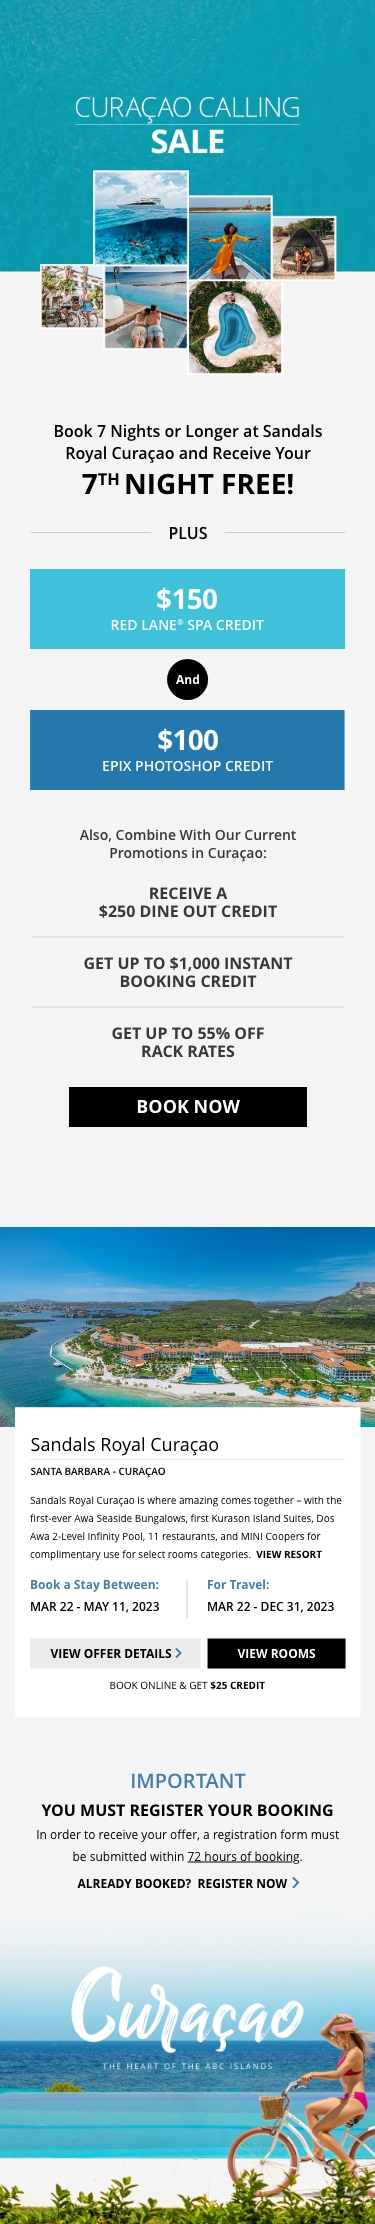 CURAÇAO CALLING
SALE
Book 7 Nights or Longer at Sandals
Royal Curaçao and Receive Your
7TH NIGHT FREE!
PLUS
$150
RED LANE® SPA CREDIT
And
$100
EPIX PHOTOSHOP CREDIT
Also, Combine With Our Current
Promotions in Curaçao:
RECEIVE A
$250 DINE OUT CREDIT
GET UP TO $1,000 INSTANT
BOOKING CREDIT
GET UP TO 55% OFF
RACK RATES
BOOK NOW
Sandals Royal Curaçao
SANTA BARBARA - CURAÇAO
Sandals Royal Curaçao is where amazing comes together – with the
first-ever Awa Seaside Bungalows, first Kurason Island Suites, Dos
Awa 2-Level Infinity Pool, 11 restaurants, and MINI Coopers for
complimentary use for select rooms categories. VIEW RESORT
Book a Stay Between:
MAR 22 - MAY 11, 2023
For Travel:
MAR 22 - DEC 31, 2023
VIEW OFFER DETAILS >
VIEW ROOMS
BOOK ONLINE & GET $25 CREDIT
IMPORTANT
YOU MUST REGISTER YOUR BOOKING
In order to receive your offer, a registration form must
be submitted within 72 hours of booking.
ALREADY BOOKED? REGISTER NOW >
Curaçao
THE HEART OF THE ABC ISLANDS